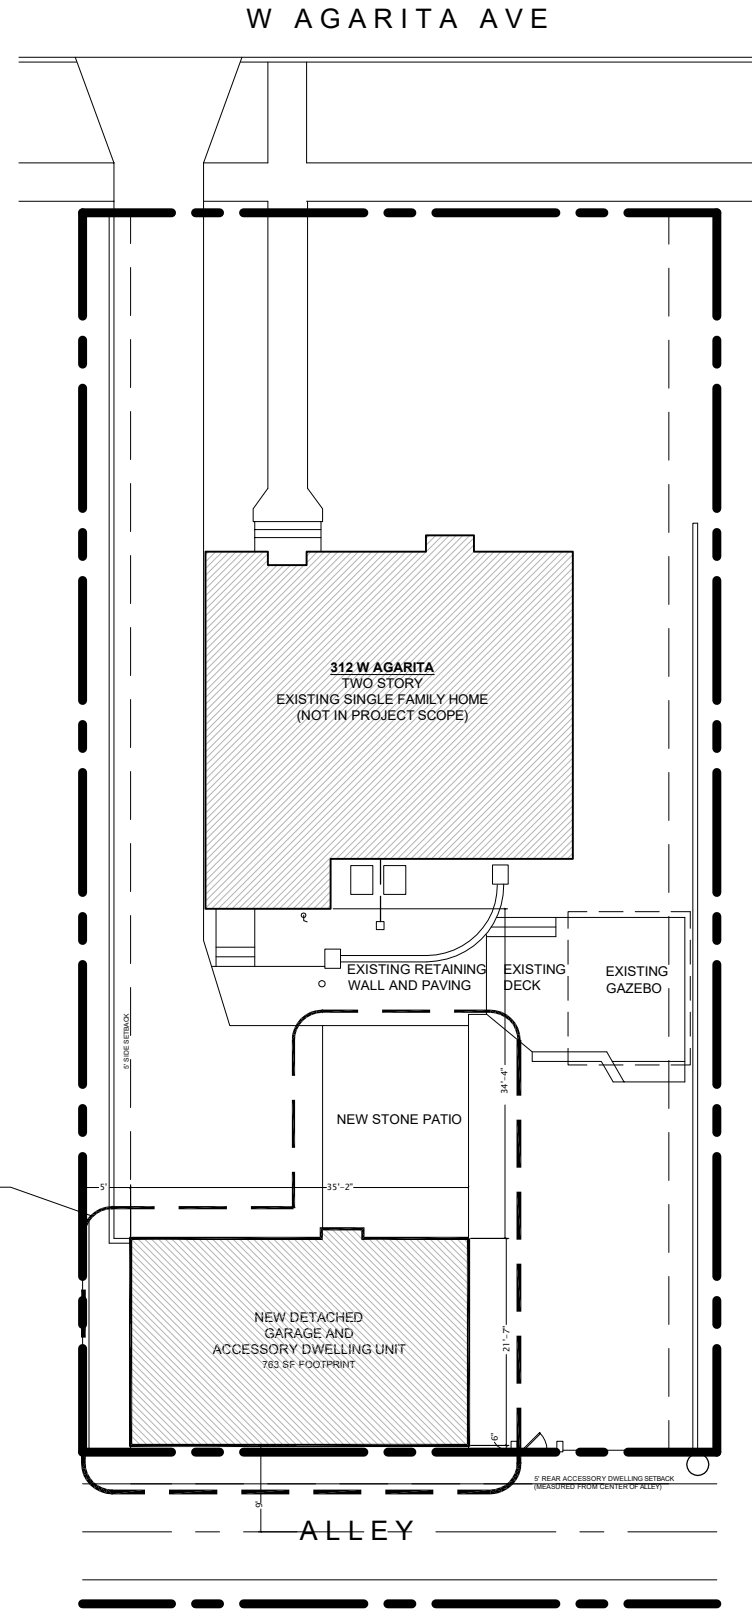 W AGARITA AVE
312 W AGARITA
TWO STORY
EXISTING SINGLE FAMILY HOME
(NOT IN PROJECT SCOPE)
EXISTING RETAINING
WALL AND PAVING
EXISTING
DECK
EXISTING
GAZEBO
5' SIDE SETBACK
34'-4"
NEW STONE PATIO
5'
35'-2"
NEW DETACHED
GARAGE AND
ACCESSORY DWELLING UNIT
763 SF FOOTPRINT
21'-7"
6"
5' REAR ACCESSORY DWELLING SETBACK
(MEASURED FROM CENTER OF ALLEY)
9'
ALLEY